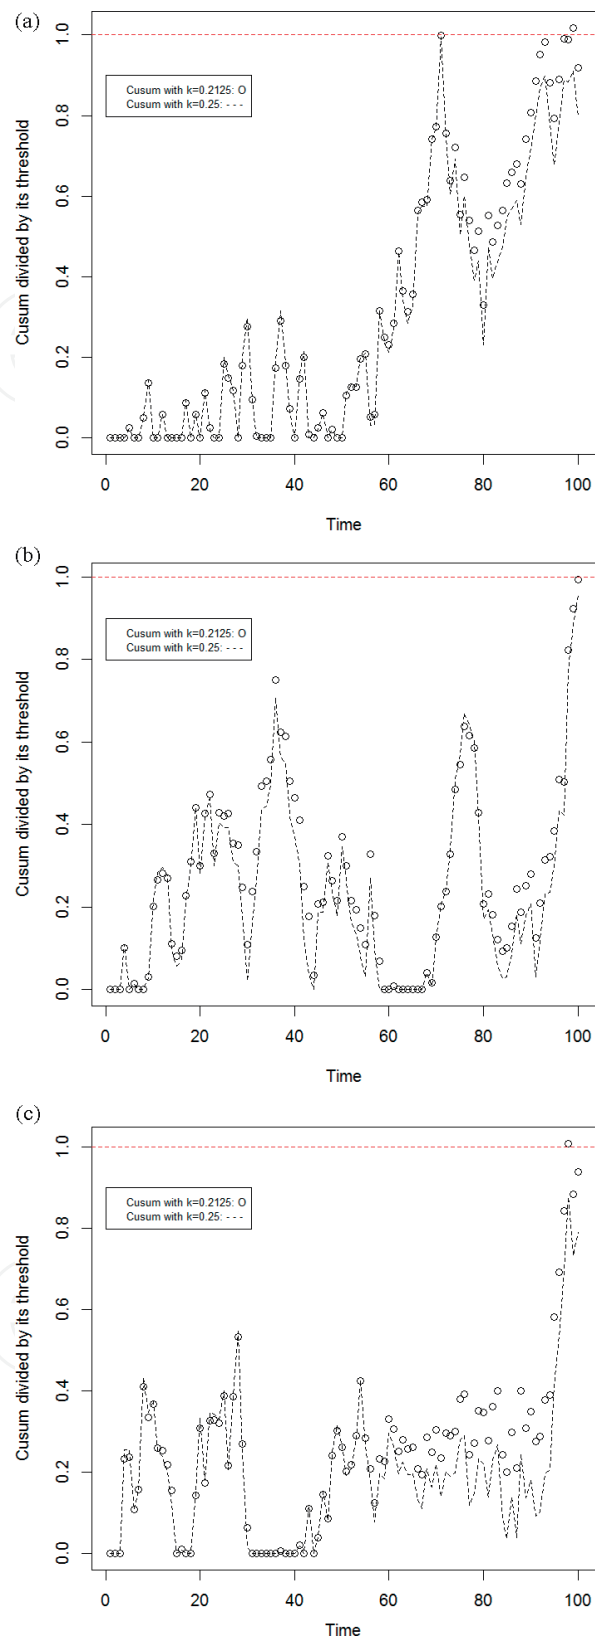 (a)
1.0
0.8
0.6
0.4
0.2
0.0
Cusum divided by its threshold
Cusum with k=0.2125: O
Cusum with k=0.25: - - -
0 20 40 60 80 100
Time
(b)
1.0
0.8
0.6
0.4
0.2
0.0
Cusum divided by its threshold
Cusum with k=0.2125: O
Cusum with k=0.25: - - -
0 20 40 60 80 100
Time
(c)
1.0
0.8
0.6
0.4
0.2
0.0
Cusum divided by its threshold
Cusum with k=0.2125: O
Cusum with k=0.25: - - -
0 20 40 60 80 100
Time